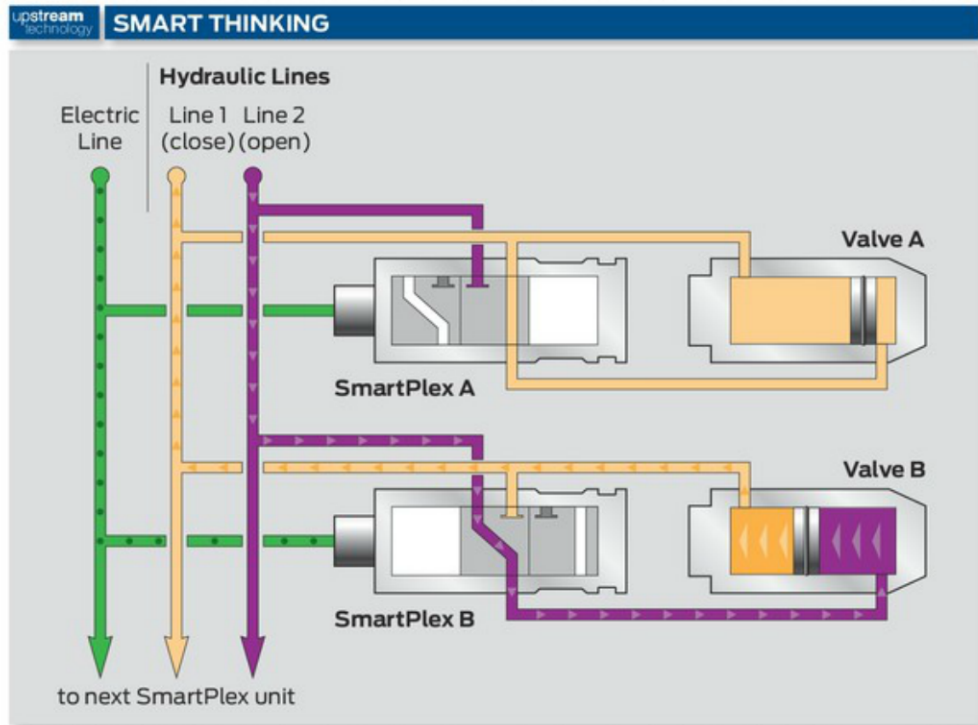 upstream
technology
SMART THINKING
Hydraulic Lines
Electric
Line
Line 1
(close)
Line 2
(open)
Valve A
SmartPlex A
Valve B
SmartPlex B
to next SmartPlex unit